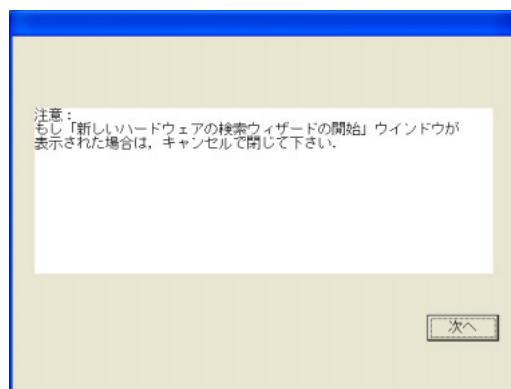 注意：
もし「新しいハードウェアの検索ウィザードの開始」ウインドウが
表示された場合は，キャンセルで閉じて下さい．
次へ